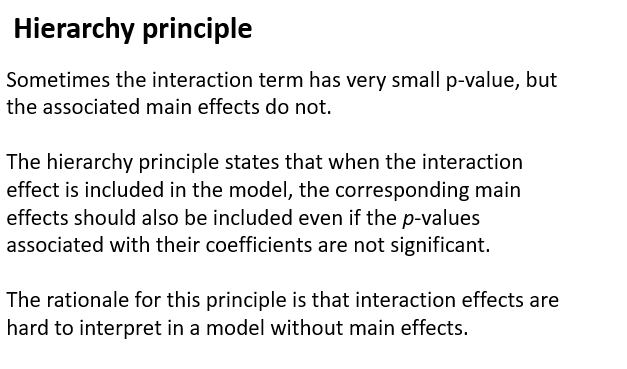 Hierarchy principle
Sometimes the interaction term has very small p-value, but
the associated main effects do not.
The hierarchy principle states that when the interaction
effect is included in the model, the corresponding main
effects should also be included even if the p-values
associated with their coefficients are not significant.
The rationale for this principle is that interaction effects are
hard to interpret in a model without main effects.